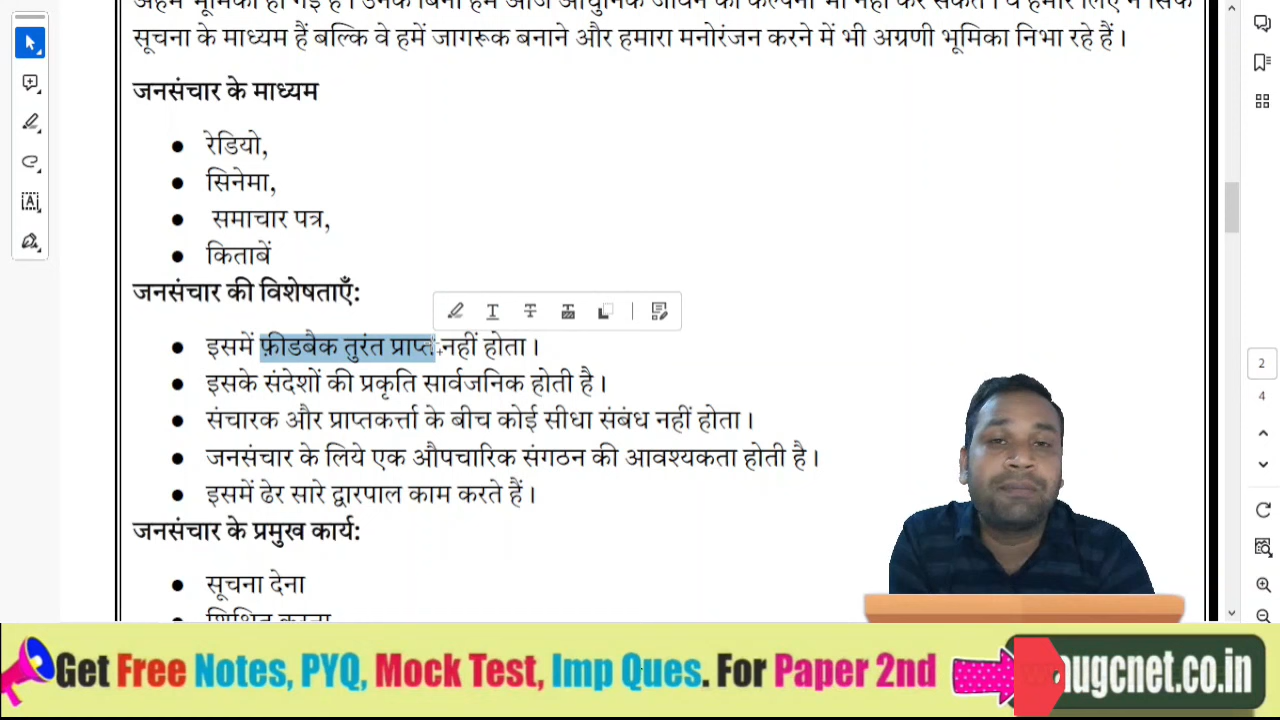 सूचना के माध्यम हैं बल्कि वे हमें जागरूक बनाने और हमारा मनोरंजन करने में भी अग्रणी भूमिका निभा रहे हैं।
जनसंचार के माध्यम
● रेडियो,
● सिनेमा,
● समाचार पत्र,
● किताबें
जनसंचार की विशेषताएँ:
● इसमें फ़ीडबैक तुरंत प्राप्त नहीं होता।
● इसके संदेशों की प्रकृति सार्वजनिक होती है।
● संचारक और प्राप्तकर्त्ता के बीच कोई सीधा संबंध नहीं होता।
● जनसंचार के लिये एक औपचारिक संगठन की आवश्यकता होती है।
● इसमें ढेर सारे द्वारपाल काम करते हैं।
जनसंचार के प्रमुख कार्य:
● सूचना देना
2
4
Get Free Notes, PYQ, Mock Test, Imp Ques. For Paper 2nd
ugcnet.co.in